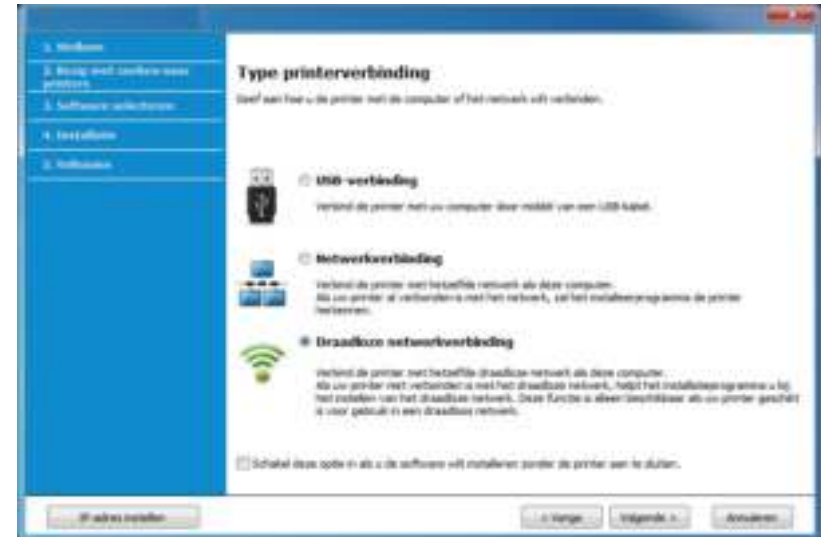 1. Welkom
2. Bezig met zoeken naar
printers
3. Software selecteren
4. Installatie
5. Voltooien
Type printerverbinding
Geef aan hoe u de printer met de computer of het netwerk wilt verbinden.
USB-verbinding
Verbind de printer met uw computer door middel van een USB-kabel.
Netwerkverbinding
Verbind de printer met hetzelfde netwerk als deze computer.
Als uw printer al verbonden is met het netwerk, zal het installatieprogramma de printer
herkennen.
Draadloze netwerkverbinding
Verbind de printer met hetzelfde draadloze netwerk als deze computer.
Als uw printer niet verbonden is met het draadloze netwerk, helpt het installatieprogramma u bij
het instellen van het draadloze netwerk. Deze functie is alleen beschikbaar als uw printer geschikt
is voor gebruik in een draadloos netwerk.
Schakel deze optie in als u de software wilt installeren zonder de printer aan te sluiten.
IP-adres instellen
< Vorige
Volgende >
Annuleren